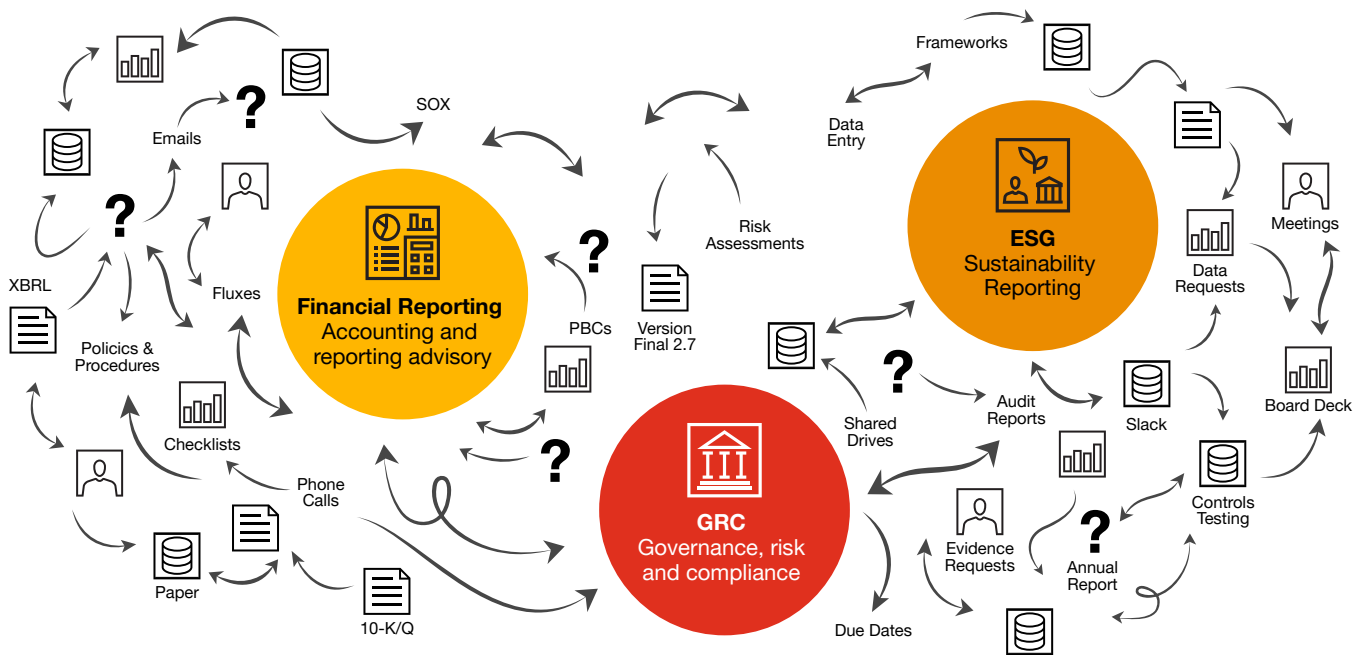 Frameworks
SOX
Emails
?
Data
Entry
?
XBRL
Fluxes
Policics &
Procedures
Financial Reporting
Accounting and
reporting advisory
?
PBCs
Risk
Assessments
Version
Final 2.7
ESG
Sustainability
Reporting
Meetings
Data
Requests
Checklists
Phone
Calls
?
Paper
10-K/Q
GRC
Governance, risk
and compliance
Shared
Drives
?
Audit
Reports
Slack
Board Deck
Controls
Testing
Evidence
Requests
?
Annual
Report
Due Dates